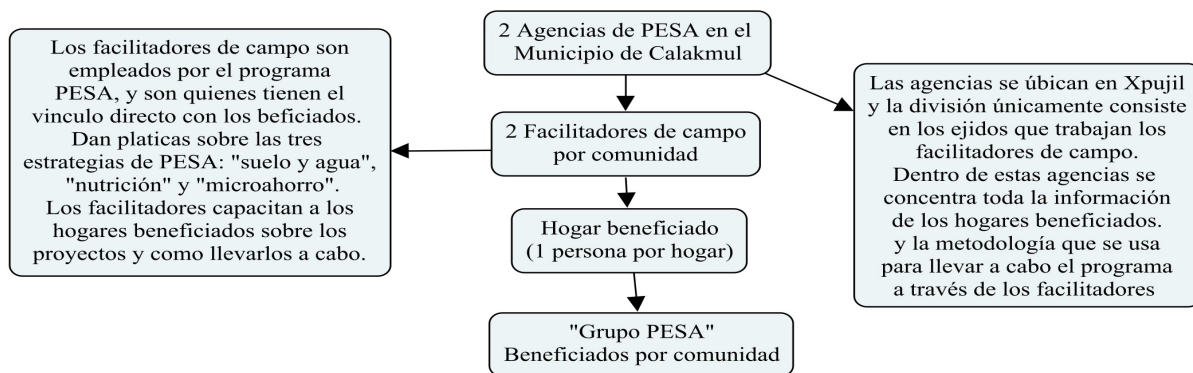 Los facilitadores de campo son
empleados por el programa
PESA, y son quienes tienen el
vinculo directo con los beficiados.
Dan platicas sobre las tres
estrategias de PESA: "suelo y agua",
"nutrición" y "microahorro".
Los facilitadores capacitan a los
hogares beneficiados sobre los
proyectos y como llevarlos a cabo.
2 Agencias de PESA en el
Municipio de Calakmul
2 Facilitadores de campo
por comunidad
Hogar beneficiado
(1 persona por hogar)
"Grupo PESA"
Beneficiados por comunidad
Las agencias se úbican en Xpujil
y la división únicamente consiste
en los ejidos que trabajan los
facilitadores de campo.
Dentro de estas agencias se
concentra toda la información
de los hogares beneficiados.
y la metodología que se usa
para llevar a cabo el programa
a través de los facilitadores